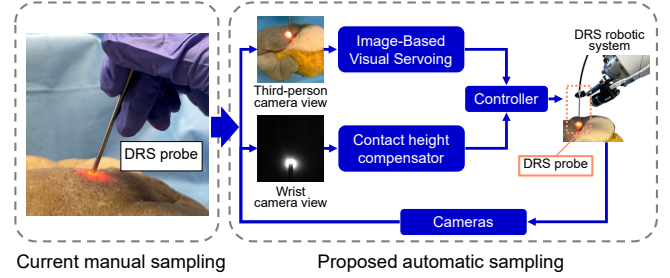 DRS probe
Current manual sampling
Third-person
camera view
Image-Based
Visual Servoing
Wrist
camera view
Contact height
compensator
Controller
DRS robotic
system
DRS probe
Cameras
Proposed automatic sampling